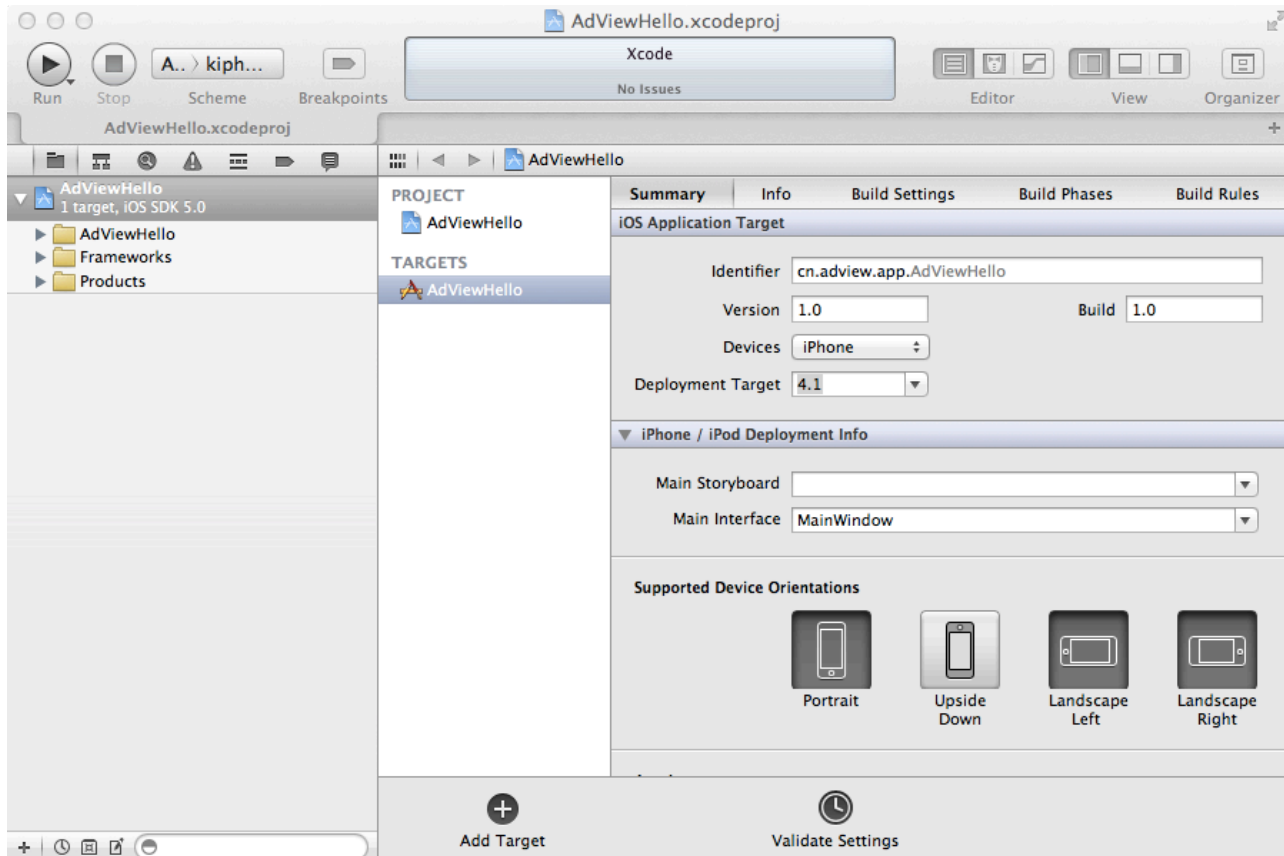 AdViewHello.xcodeproj
A.. kiph...
Xcode
No Issues
Run Stop Scheme Breakpoints
Editor View Organizer
AdViewHello.xcodeproj
AdViewHello
AdViewHello
1 target, iOS SDK 5.0
AdViewHello
Frameworks
Products
PROJECT
AdViewHello
TARGETS
AdViewHello
Summary Info Build Settings Build Phases Build Rules
iOS Application Target
Identifier cn.adview.app.AdViewHello
Version 1.0 Build 1.0
Devices iPhone
Deployment Target 4.1
iPhone / iPod Deployment Info
Main Storyboard
Main Interface MainWindow
Supported Device Orientations
Portrait
Upside
Down
Landscape
Left
Landscape
Right
Add Target
Validate Settings